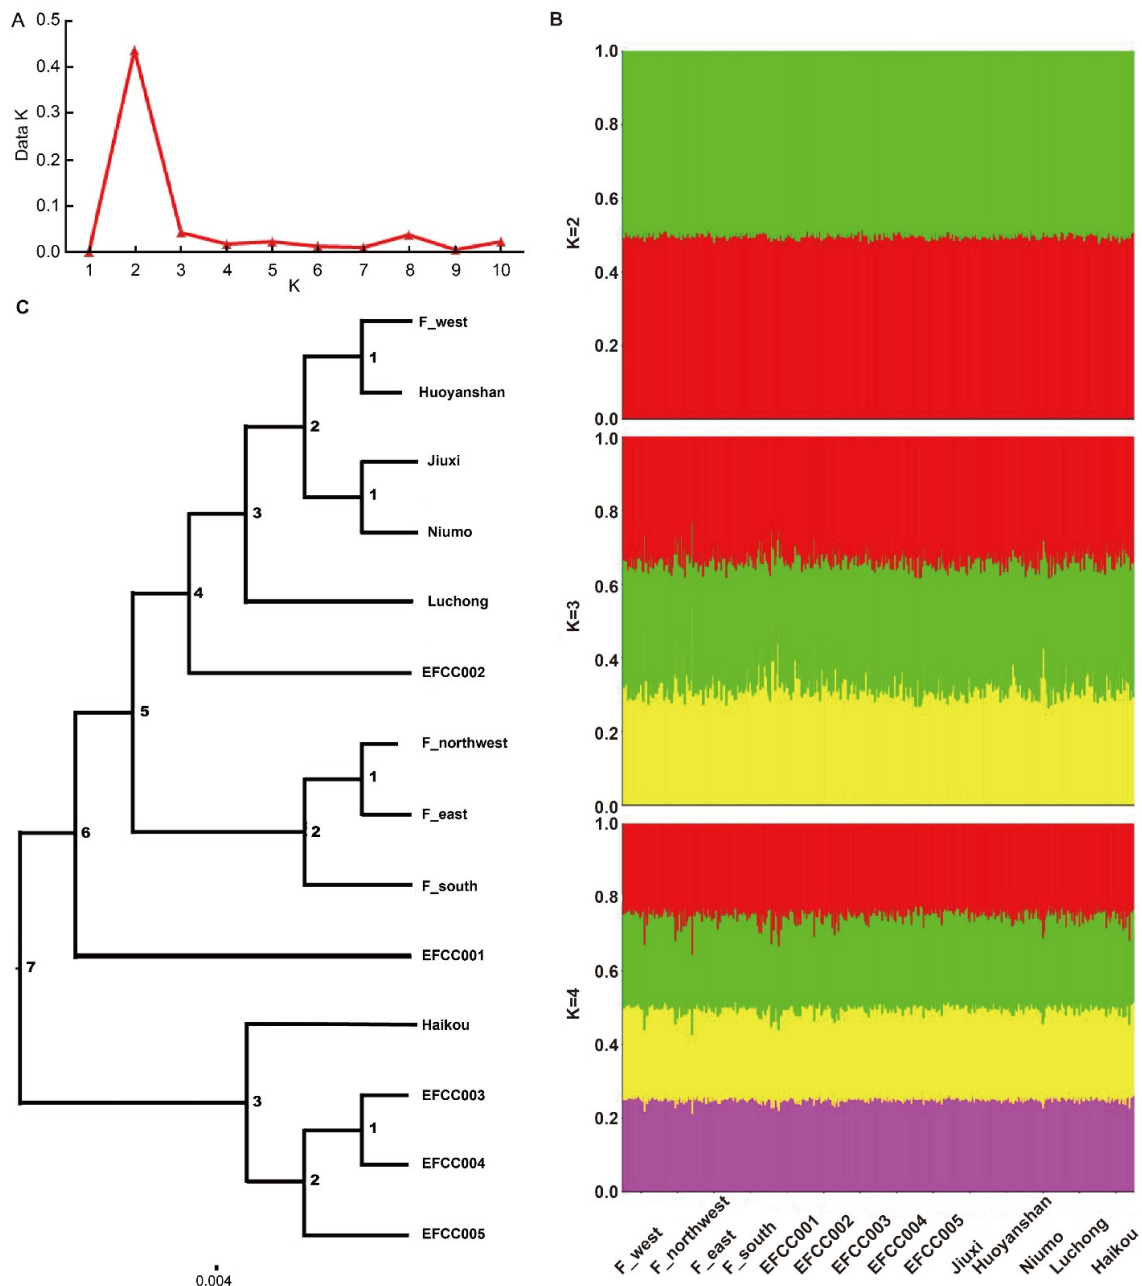 A
0.5
0.4
0.3
0.2
0.1
0.0
Data K
1 2 3 4 5 6 7 8 9 10
K
B
1.0
0.8
0.6
0.4
0.2
0.0
K=2
1.0
0.8
0.6
0.4
0.2
0.0
K=3
1.0
0.8
0.6
0.4
0.2
0.0
K=4
F_west F_northwest F_east F_south EFCC001 EFCC002 EFCC003 EFCC004 EFCC005 Jiuxi Huoyanshan Niumo Luchong Haikou
C
F_west
1
Huoyanshan
2
Jiuxi
1
Niumo
3
Luchong
4
EFCC002
5
F_northwest
1
F_east
2
F_south
6
EFCC001
7
Haikou
3
EFCC003
1
EFCC004
2
EFCC005
0.004